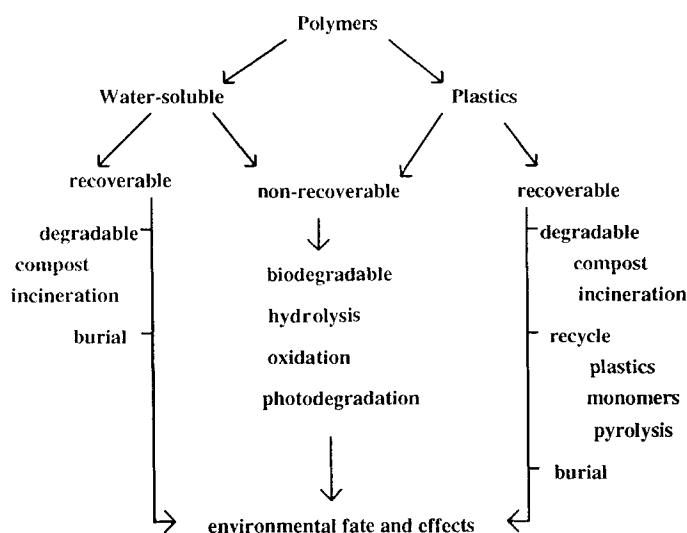 Polymers
Water-soluble
Plastics
recoverable
non-recoverable
recoverable
degradable
compost
incineration
burial
biodegradable
hydrolysis
oxidation
photodegradation
degradable
compost
incineration
recycle
plastics
monomers
pyrolysis
burial
environmental fate and effects